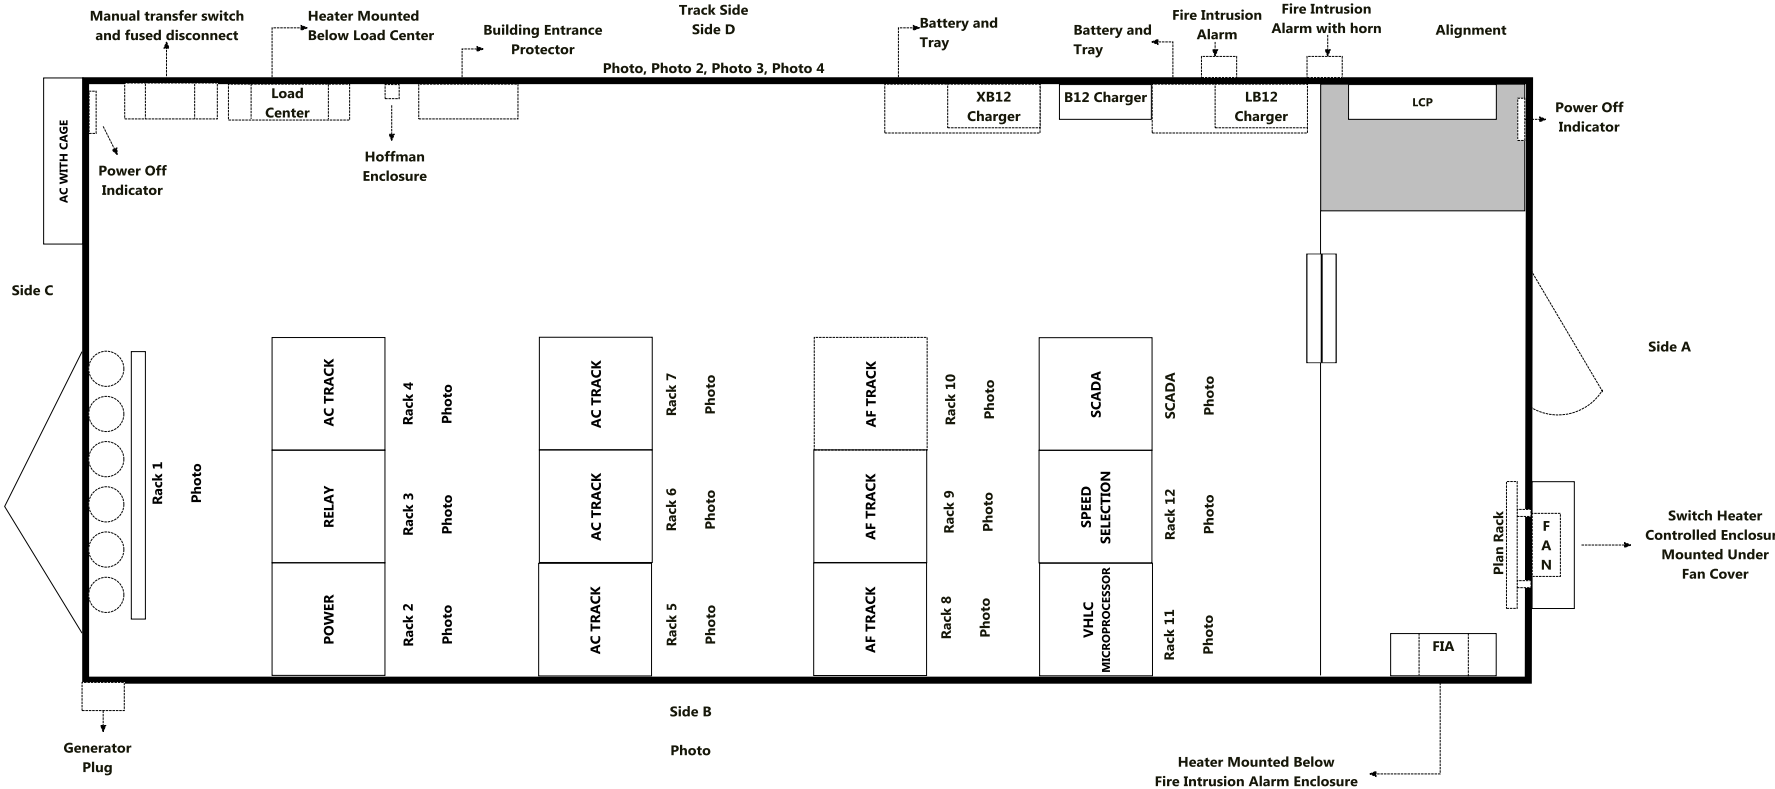 Manual transfer switch
and fused disconnect
Heater Mounted
Below Load Center
Building Entrance
Protector
Track Side
Side D
Photo, Photo 2, Photo 3, Photo 4
Battery and
Tray
Battery and
Tray
Fire Intrusion
Alarm
Fire Intrusion
Alarm with horn
Alignment
AC WITH CAGE
Load
Center
XB12
Charger
B12 Charger
LB12
Charger
LCP
Power Off
Indicator
Power Off
Indicator
Hoffman
Enclosure
Side C
Side A
Rack 1
Photo
AC TRACK
Rack 4
Photo
RELAY
Rack 3
Photo
POWER
Rack 2
Photo
AC TRACK
Rack 7
Photo
AC TRACK
Rack 6
Photo
AC TRACK
Rack 5
Photo
AF TRACK
Rack 10
Photo
AF TRACK
Rack 9
Photo
AF TRACK
Rack 8
Photo
SCADA
SCADA
Photo
SPEED
SELECTION
Rack 12
Photo
VHLC
MICROPROCESSOR
Rack 11
Photo
Plan Rack
F
A
N
Switch Heater
Controlled Enclosur
Mounted Under
Fan Cover
FIA
Side B
Photo
Generator
Plug
Heater Mounted Below
Fire Intrusion Alarm Enclosure